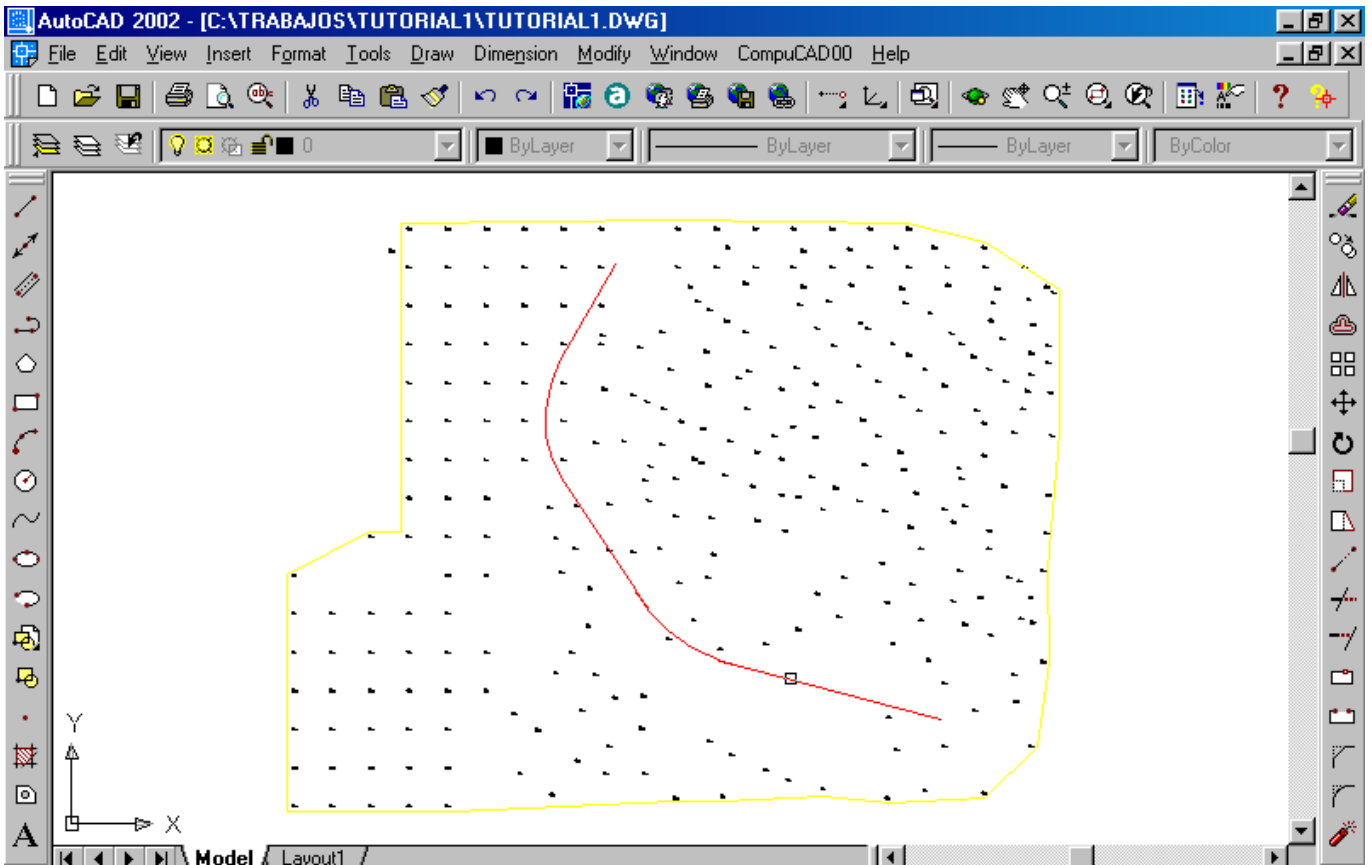 AutoCAD 2002 - [C:\TRABAJOS\TUTORIAL1\TUTORIAL1.DWG]
File Edit View Insert Format Tools Draw Dimension Modify Window CompuCAD00 Help
0 ByLayer ByLayer ByLayer ByColor
Y
X
A
Model Layout1